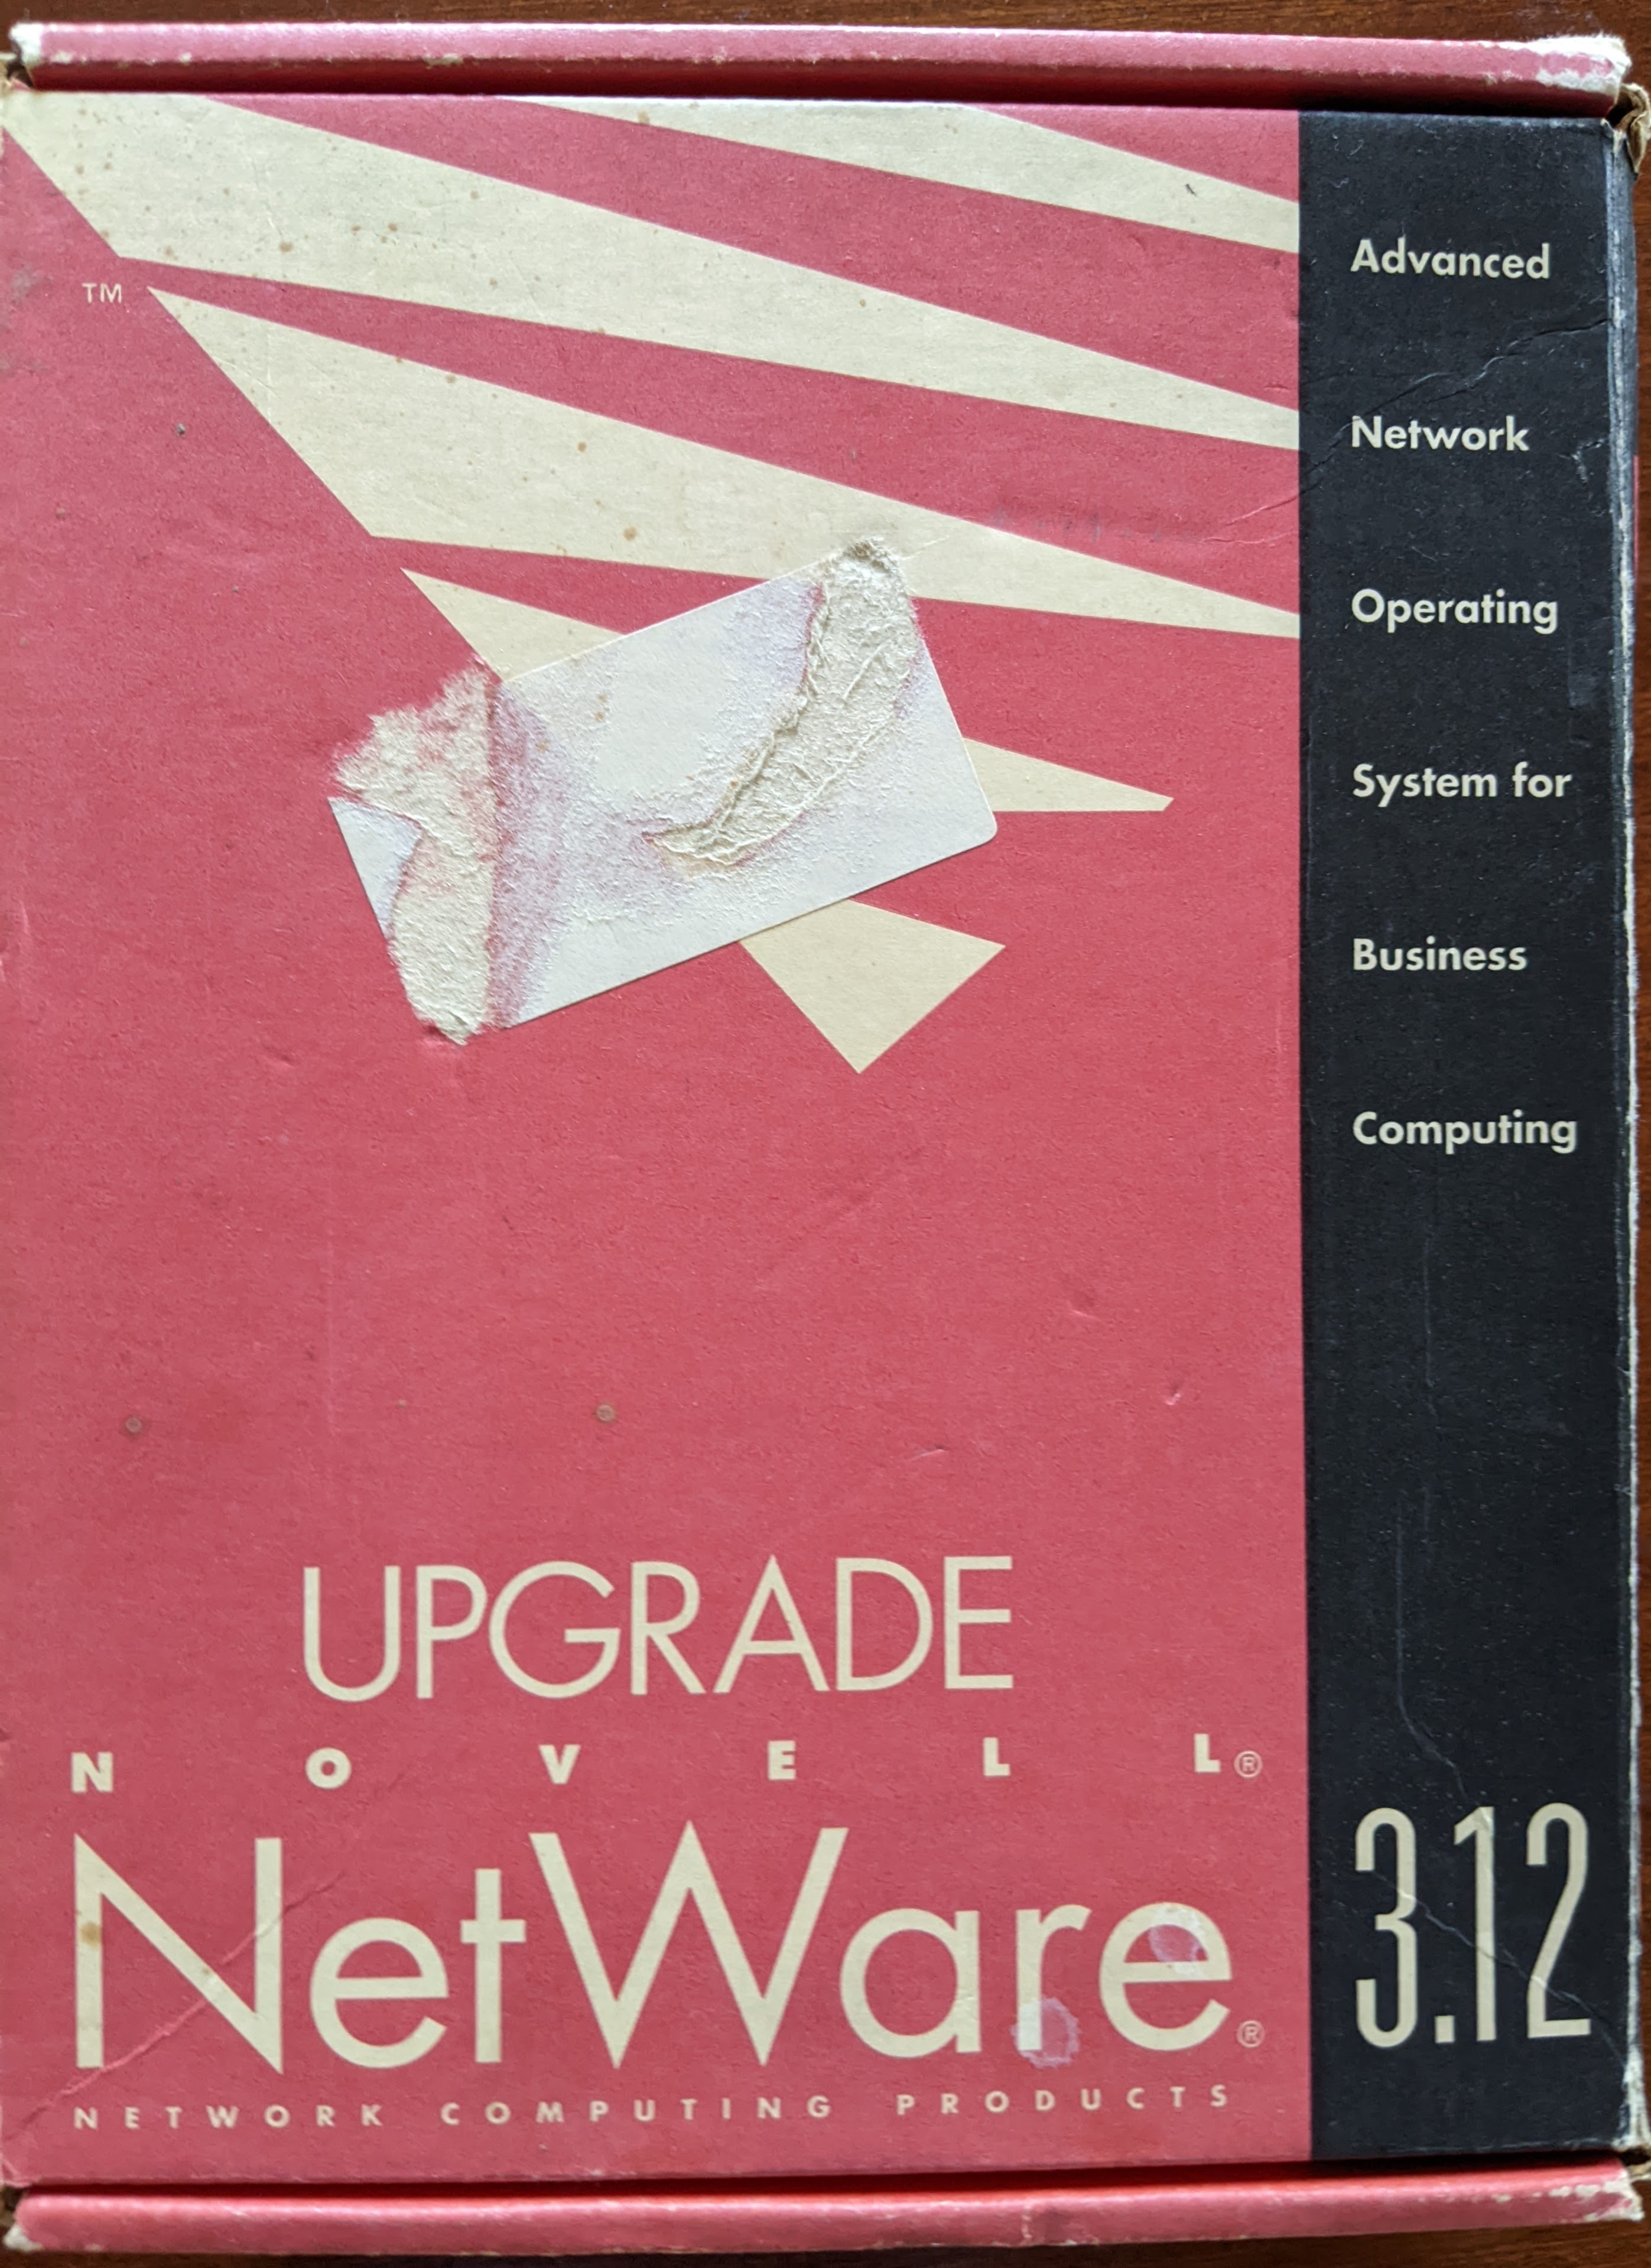 TM
Advanced
Network
Operating
System for
Business
Computing
UPGRADE
NOVELL®
NetWare®
3.12
NETWORK COMPUTING PRODUCTS